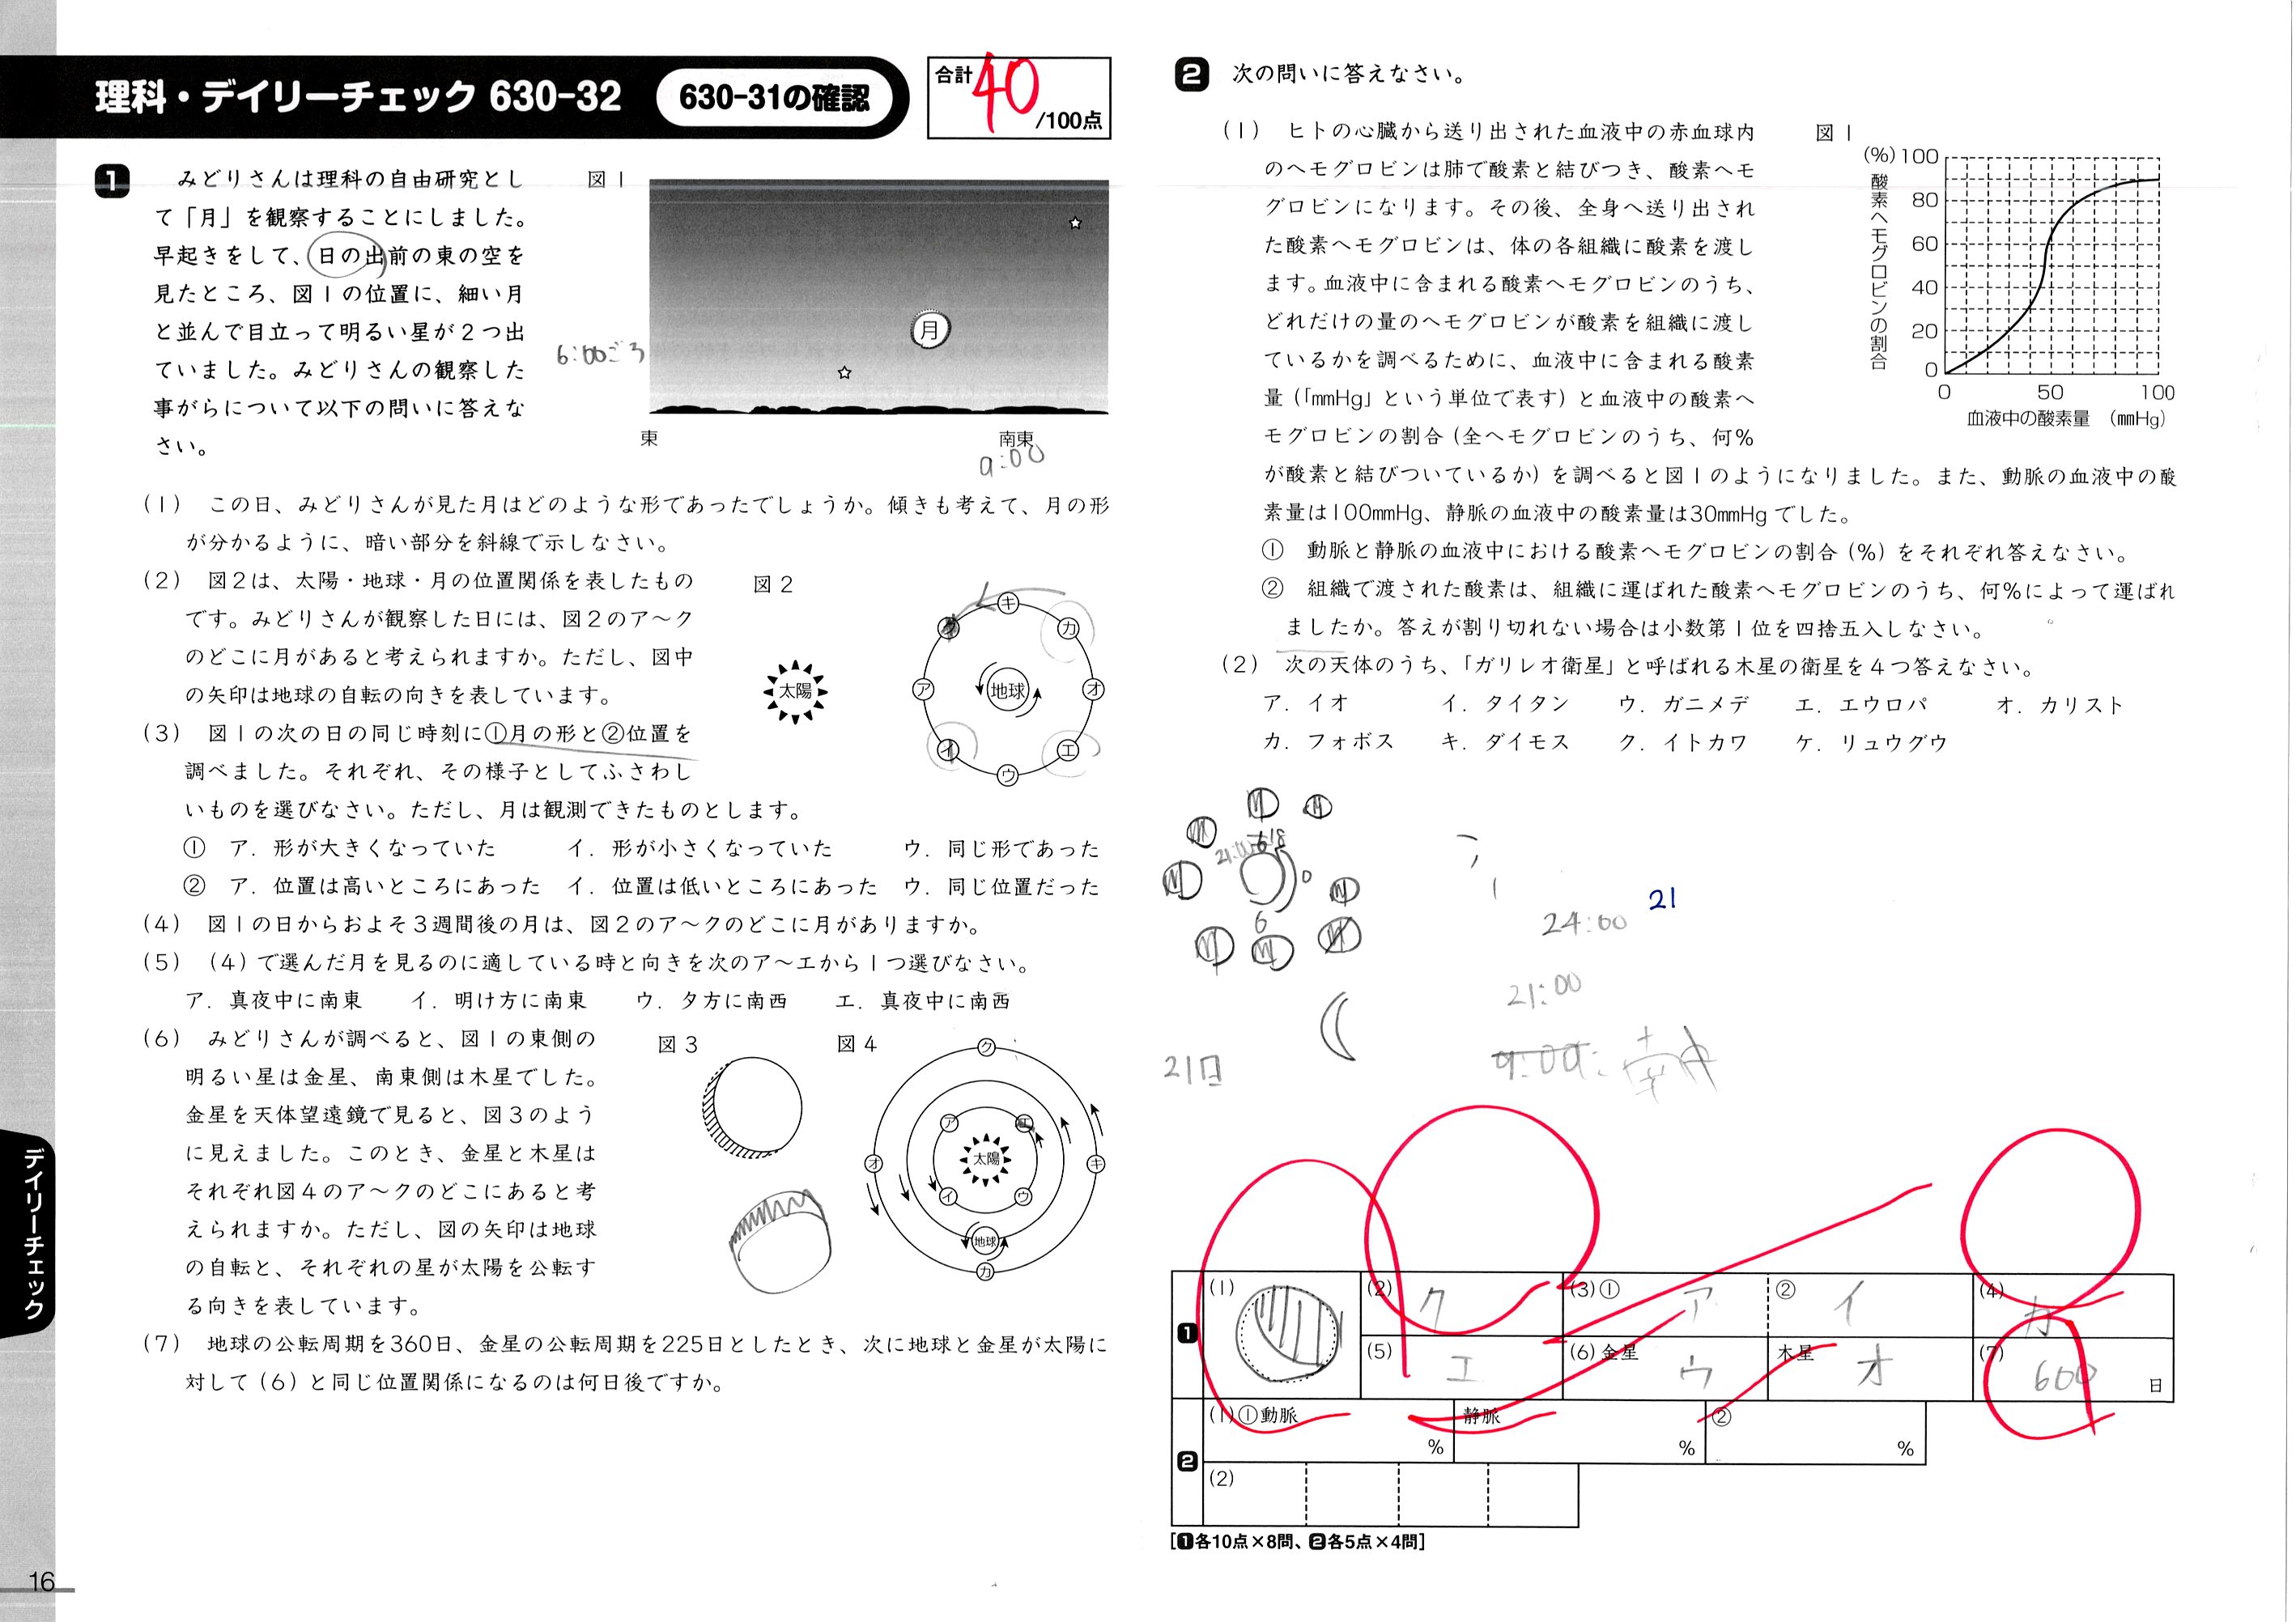 理科・デイリーチェック 630-32
630-31の確認
合計 40 /100点
1
みどりさんは理科の自由研究とし
て「月」を観察することにしました。
早起きをして、日の出前の東の空を
見たところ、図1の位置に、細い月
と並んで目立って明るい星が2つ出
ていました。みどりさんの観察した
事がらについて以下の問いに答えな
さい。
図1
月
6:00ごろ
東
南東
9:00
(1) この日、みどりさんが見た月はどのような形であったでしょうか。傾きも考えて、月の形
が分かるように、暗い部分を斜線で示しなさい。
(2) 図2は、太陽・地球・月の位置関係を表したもの
です。みどりさんが観察した日には、図2のア〜ク
のどこに月があると考えられますか。ただし、図中
の矢印は地球の自転の向きを表しています。
図2
キ
カ
ア
オ
イ
エ
ウ
太陽
地球
(3) 図1の次の日の同じ時刻に①月の形と②位置を
調べました。それぞれ、その様子としてふさわし
いものを選びなさい。ただし、月は観測できたものとします。
① ア. 形が大きくなっていた イ. 形が小さくなっていた ウ. 同じ形であった
② ア. 位置は高いところにあった イ. 位置は低いところにあった ウ. 同じ位置だった
(4) 図1の日からおよそ3週間後の月は、図2のア〜クのどこに月がありますか。
(5) (4)で選んだ月を見るのに適している時と向きを次のア〜エから1つ選びなさい。
ア. 真夜中に南東 イ. 明け方に南東 ウ. 夕方に南西 エ. 真夜中に南西
(6) みどりさんが調べると、図1の東側の
明るい星は金星、南東側は木星でした。
金星を天体望遠鏡で見ると、図3のよう
に見えました。このとき、金星と木星は
それぞれ図4のア〜クのどこにあると考
えられますか。ただし、図の矢印は地球
の自転と、それぞれの星が太陽を公転す
る向きを表しています。
図3
図4
ク
ア
エ
太陽
オ
キ
イ
ウ
地球
カ
(7) 地球の公転周期を360日、金星の公転周期を225日としたとき、次に地球と金星が太陽に
対して(6)と同じ位置関係になるのは何日後ですか。
デイリーチェック
16
2 次の問いに答えなさい。
(1) ヒトの心臓から送り出された血液中の赤血球内
のヘモグロビンは肺で酸素と結びつき、酸素ヘモ
グロビンになります。その後、全身へ送り出され
た酸素ヘモグロビンは、体の各組織に酸素を渡し
ます。血液中に含まれる酸素ヘモグロビンのうち、
どれだけの量のヘモグロビンが酸素を組織に渡し
ているかを調べるために、血液中に含まれる酸素
量(「mmHg」という単位で表す)と血液中の酸素ヘ
モグロビンの割合(全ヘモグロビンのうち、何%
が酸素と結びついているか)を調べると図1のようになりました。また、動脈の血液中の酸
素量は100mmHg、静脈の血液中の酸素量は30mmHgでした。
図1
(%)
100
80
60
40
20
0
酸素ヘモグロビンの割合
0 50 100
血液中の酸素量 (mmHg)
① 動脈と静脈の血液中における酸素ヘモグロビンの割合(%)をそれぞれ答えなさい。
② 組織で渡された酸素は、組織に運ばれた酸素ヘモグロビンのうち、何%によって運ばれ
ましたか。答えが割り切れない場合は小数第1位を四捨五入しなさい。
(2) 次の天体のうち、「ガリレオ衛星」と呼ばれる木星の衛星を4つ答えなさい。
ア. イオ イ. タイタン ウ. ガニメデ エ. エウロパ オ. カリスト
カ. フォボス キ. ダイモス ク. イトカワ ケ. リュウグウ
6
24:00
21
21:00
9:00:
21日
1
(1)
(2) ク
(3)① ア
② イ
(4) カ
(5) エ
(6) 金星 ウ
木星 オ
(7) 600 日
2
(1)①動脈 %
静脈 %
② %
(2)
[1各10点×8問、2各5点×4問]